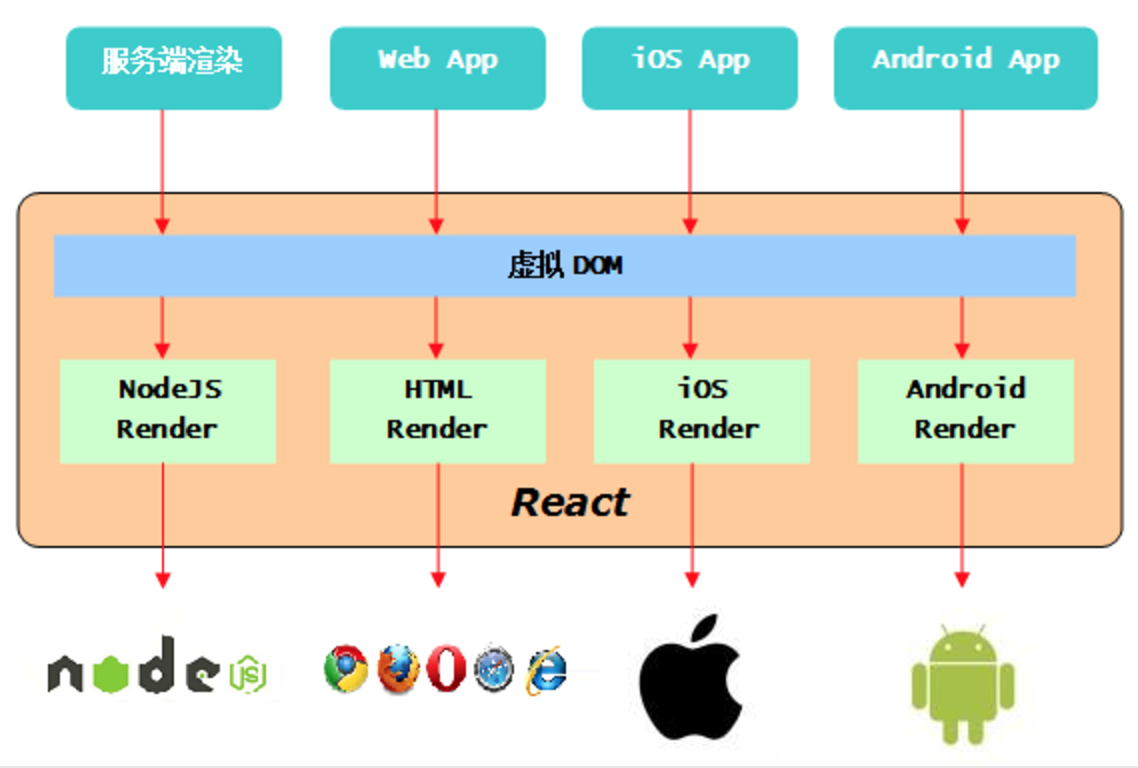 服务端渲染
Web App
iOS App
Android App
虚拟 DOM
NodeJS
Render
HTML
Render
iOS
Render
Android
Render
React
node
JS